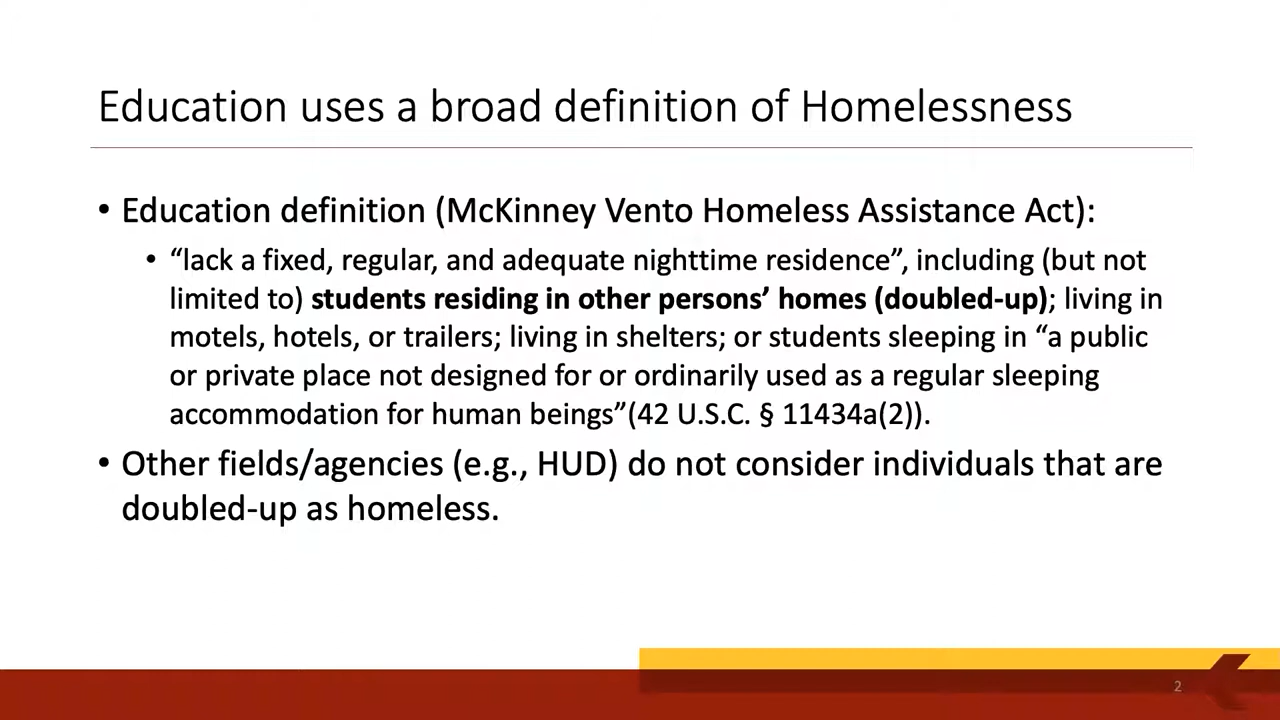 Education uses a broad definition of Homelessness
• Education definition (McKinney Vento Homeless Assistance Act):
• “lack a fixed, regular, and adequate nighttime residence”, including (but not
limited to) students residing in other persons’ homes (doubled-up); living in
motels, hotels, or trailers; living in shelters; or students sleeping in “a public
or private place not designed for or ordinarily used as a regular sleeping
accommodation for human beings”(42 U.S.C. § 11434a(2)).
• Other fields/agencies (e.g., HUD) do not consider individuals that are
doubled-up as homeless.
2